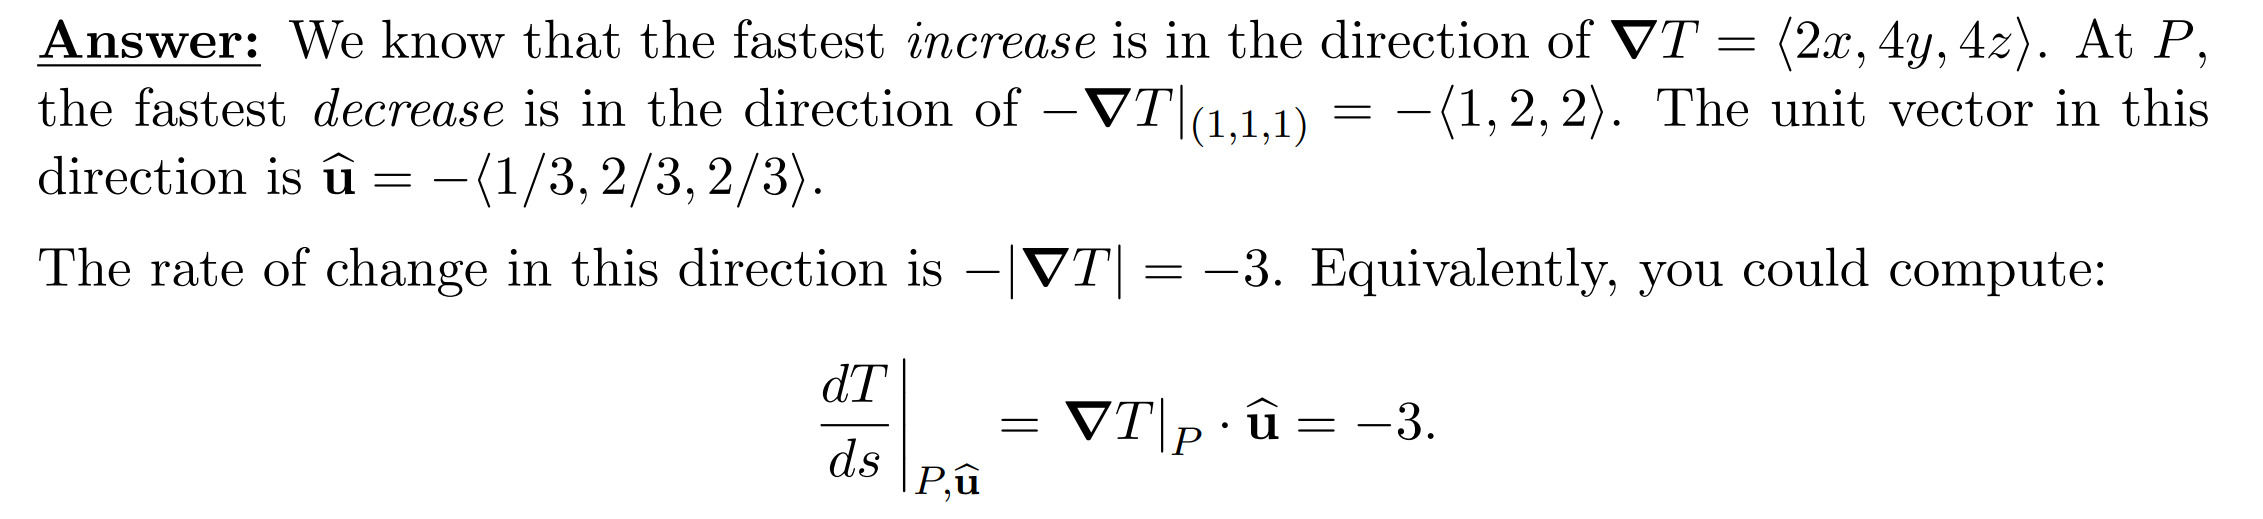 Answer: We know that the fastest increase is in the direction of ∇T = ⟨2x, 4y, 4z⟩. At P,
the fastest decrease is in the direction of −∇T|(1,1,1) = −⟨1, 2, 2⟩. The unit vector in this
direction is û = −⟨1/3, 2/3, 2/3⟩.
The rate of change in this direction is −|∇T| = −3. Equivalently, you could compute:
dT/ds|P,û = ∇T|P · û = −3.